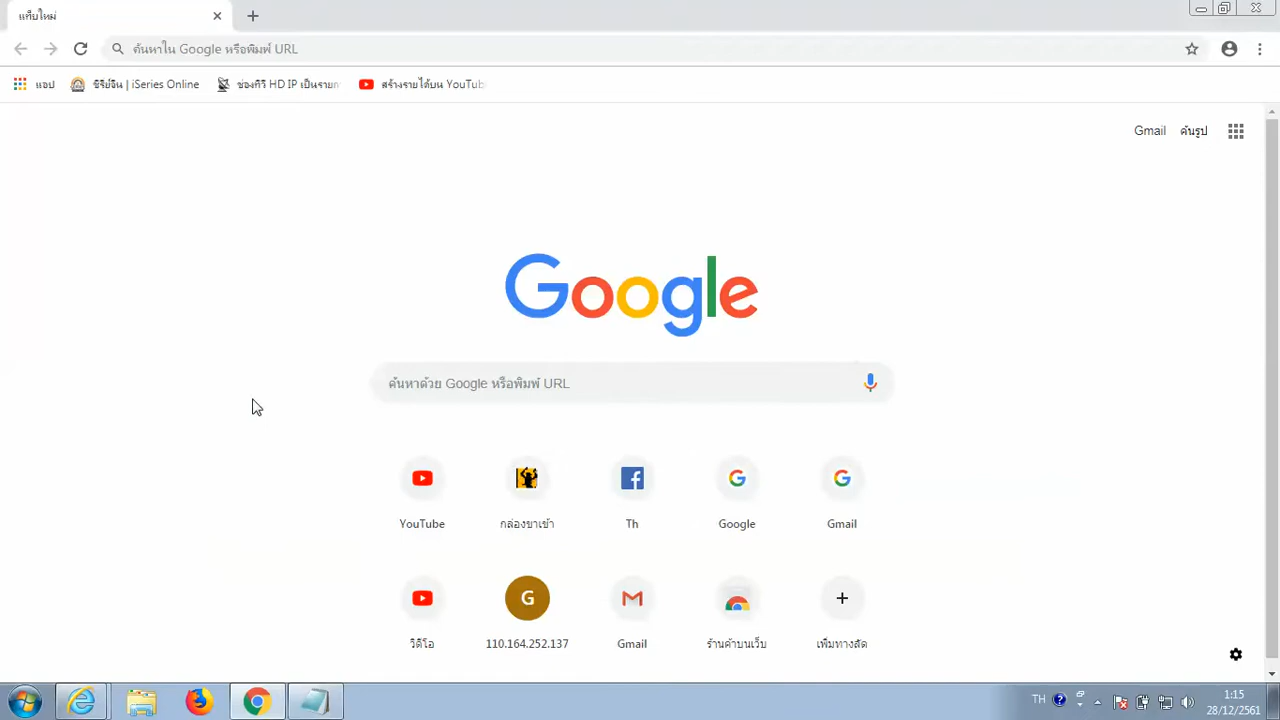 แท็บใหม่
ค้นหาใน Google หรือพิมพ์ URL
แอป
ซีรีย์จีน | iSeries Online
ช่องทีวี HD IP เป็นรายก
สร้างรายได้บน YouTub
Gmail ค้นรูป
Google
ค้นหาด้วย Google หรือพิมพ์ URL
YouTube กล่องขาเข้า Th Google Gmail
G
วิดีโอ 110.164.252.137 Gmail ร้านค้าบนเว็บ เพิ่มทางลัด
TH 1:15
28/12/2561